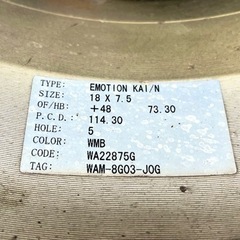 TYPE: EMOTION KAI/N
SIZE: 18 X 7.5
OF/HB: +48 73.30
P.C.D.: 114.30
HOLE: 5
COLOR: WMB
CODE: WA22875G
TAG: WAM-8G03-J0G